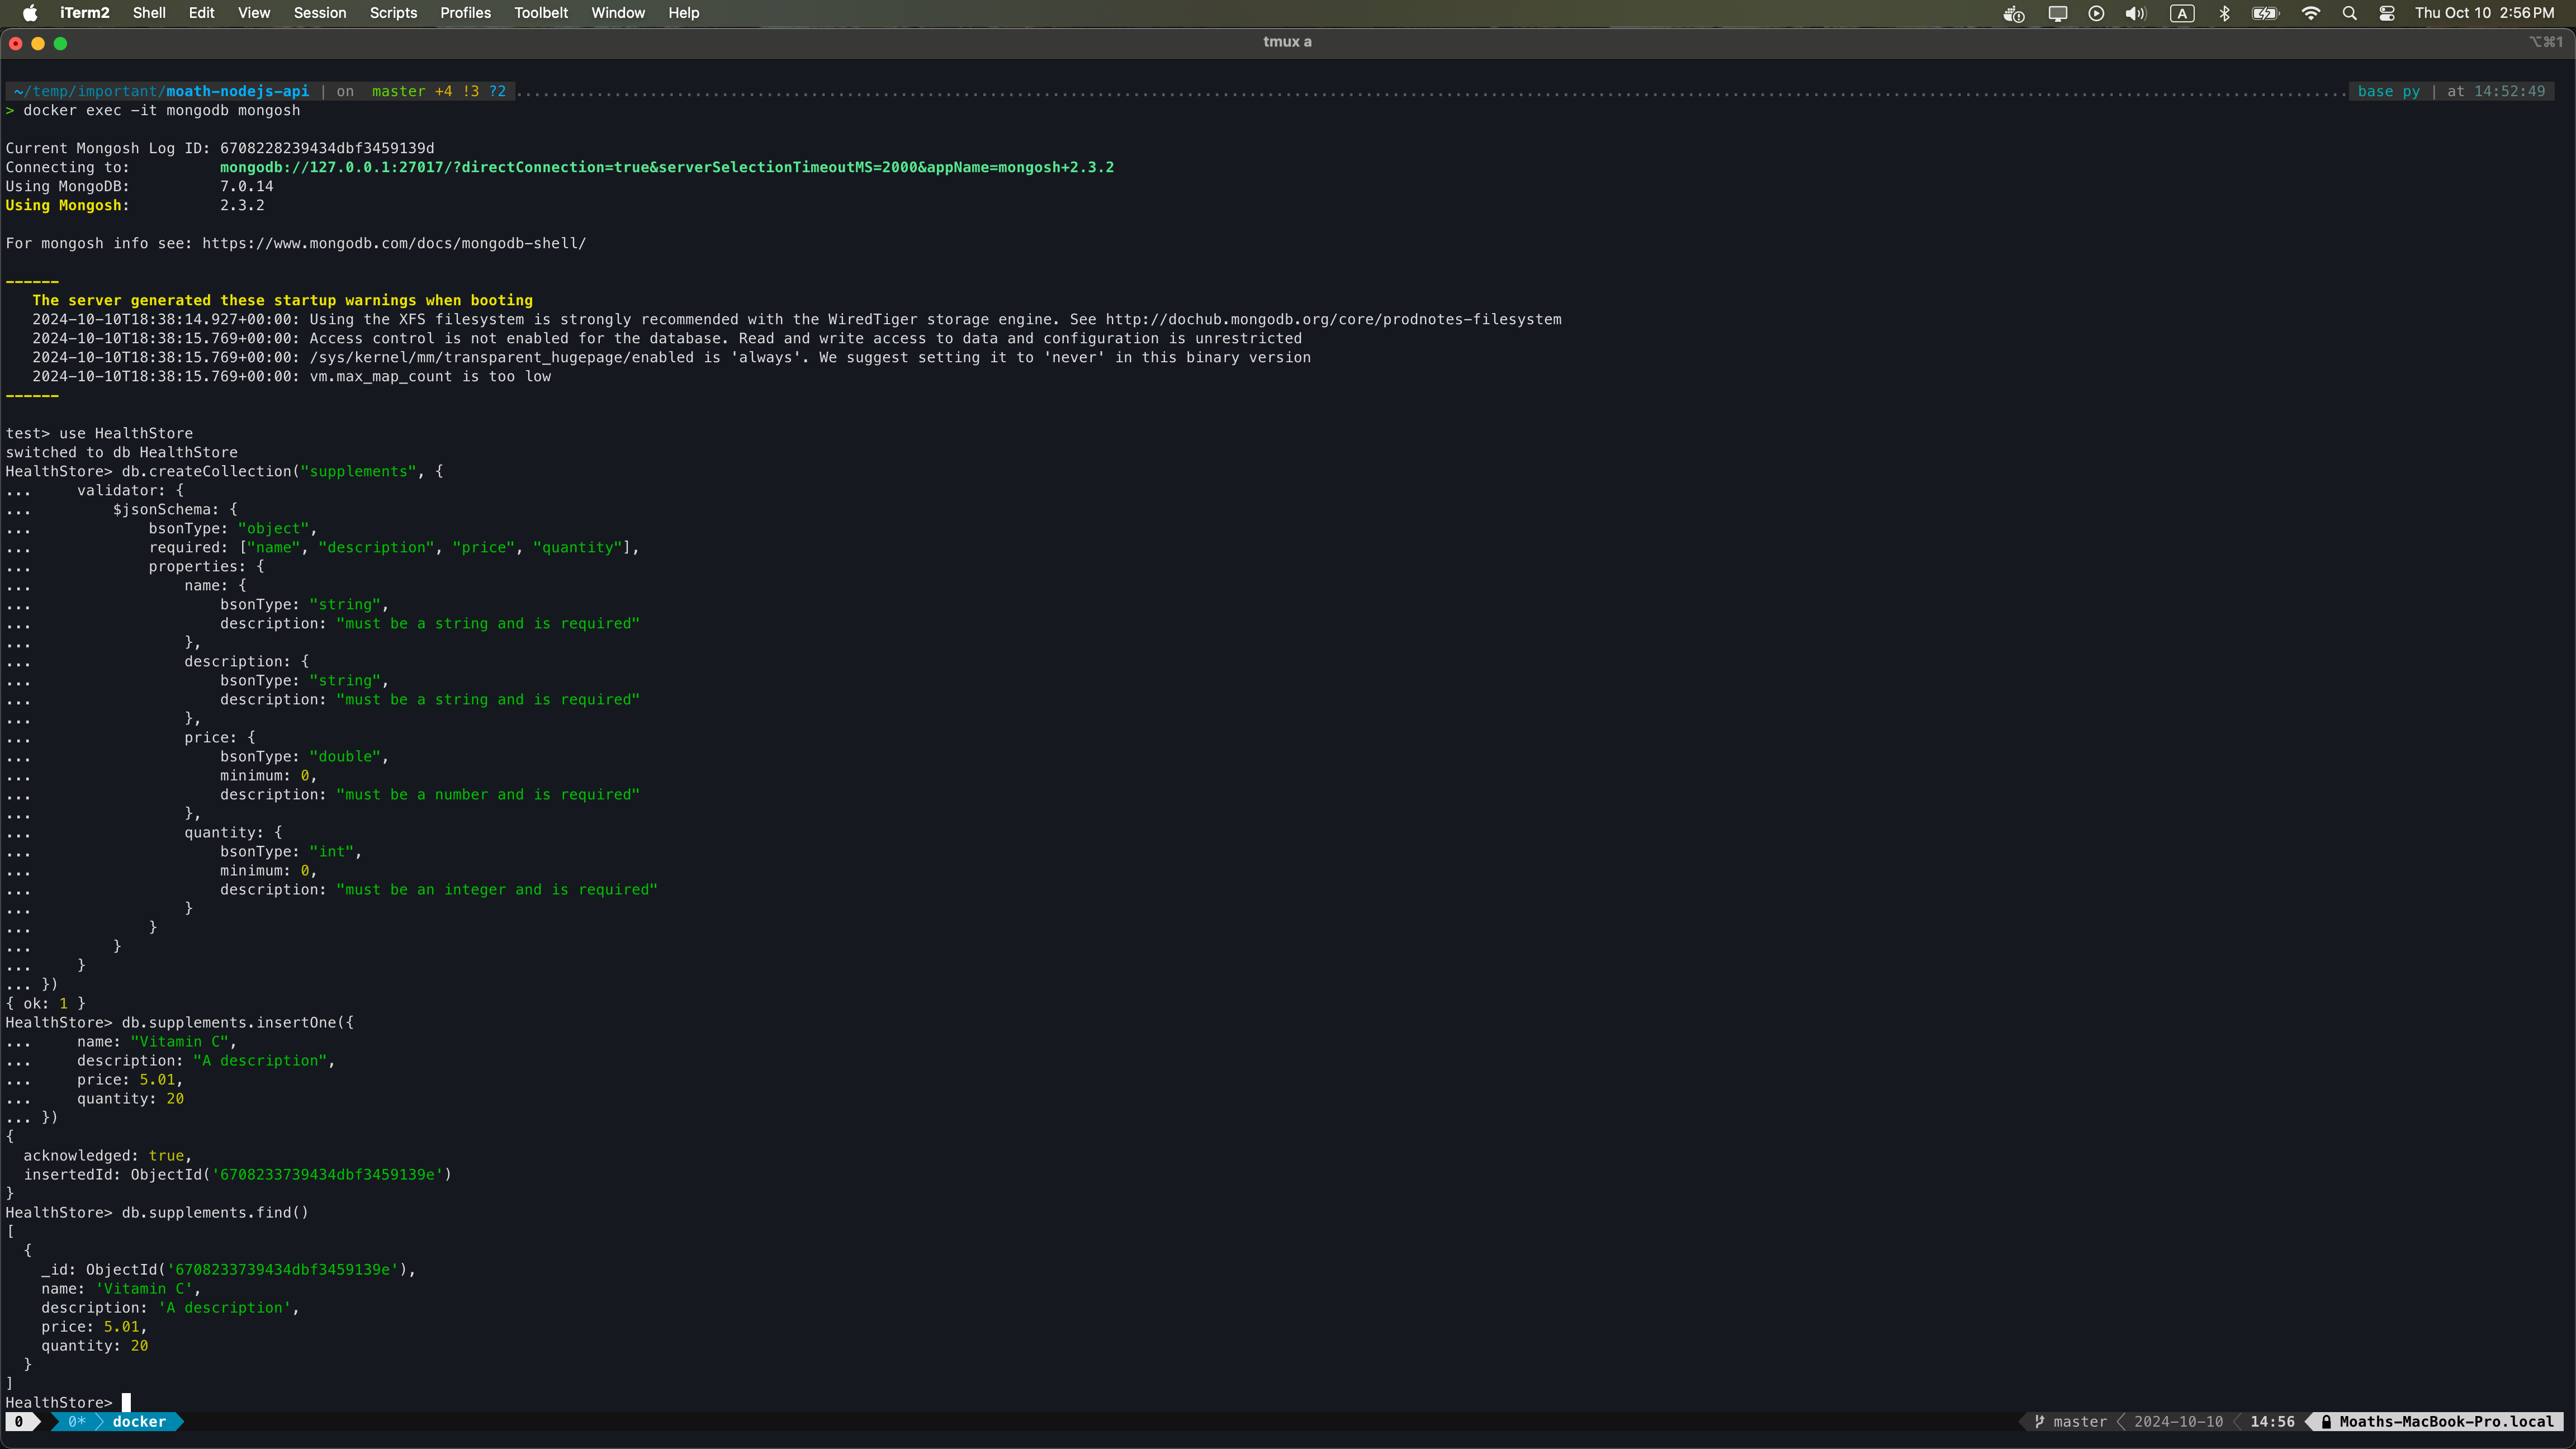 iTerm2 Shell Edit View Session Scripts Profiles Toolbelt Window Help A Thu Oct 10 2:56 PM
tmux a ⌥⌘1
~/temp/important/moath-nodejs-api | on master +4 !3 ?2 base py | at 14:52:49
> docker exec -it mongodb mongosh
Current Mongosh Log ID: 6708228239434dbf3459139d
Connecting to: mongodb://127.0.0.1:27017/?directConnection=true&serverSelectionTimeoutMS=2000&appName=mongosh+2.3.2
Using MongoDB: 7.0.14
Using Mongosh: 2.3.2
For mongosh info see: https://www.mongodb.com/docs/mongodb-shell/
------
The server generated these startup warnings when booting
2024-10-10T18:38:14.927+00:00: Using the XFS filesystem is strongly recommended with the WiredTiger storage engine. See http://dochub.mongodb.org/core/prodnotes-filesystem
2024-10-10T18:38:15.769+00:00: Access control is not enabled for the database. Read and write access to data and configuration is unrestricted
2024-10-10T18:38:15.769+00:00: /sys/kernel/mm/transparent_hugepage/enabled is 'always'. We suggest setting it to 'never' in this binary version
2024-10-10T18:38:15.769+00:00: vm.max_map_count is too low
------
test> use HealthStore
switched to db HealthStore
HealthStore> db.createCollection("supplements", {
... validator: {
... $jsonSchema: {
... bsonType: "object",
... required: ["name", "description", "price", "quantity"],
... properties: {
... name: {
... bsonType: "string",
... description: "must be a string and is required"
... },
... description: {
... bsonType: "string",
... description: "must be a string and is required"
... },
... price: {
... bsonType: "double",
... minimum: 0,
... description: "must be a number and is required"
... },
... quantity: {
... bsonType: "int",
... minimum: 0,
... description: "must be an integer and is required"
... }
... }
... }
... }
... })
{ ok: 1 }
HealthStore> db.supplements.insertOne({
... name: "Vitamin C",
... description: "A description",
... price: 5.01,
... quantity: 20
... })
{
acknowledged: true,
insertedId: ObjectId('6708233739434dbf3459139e')
}
HealthStore> db.supplements.find()
[
{
_id: ObjectId('6708233739434dbf3459139e'),
name: 'Vitamin C',
description: 'A description',
price: 5.01,
quantity: 20
}
]
HealthStore>
0 0* docker master 2024-10-10 14:56 Moaths-MacBook-Pro.local